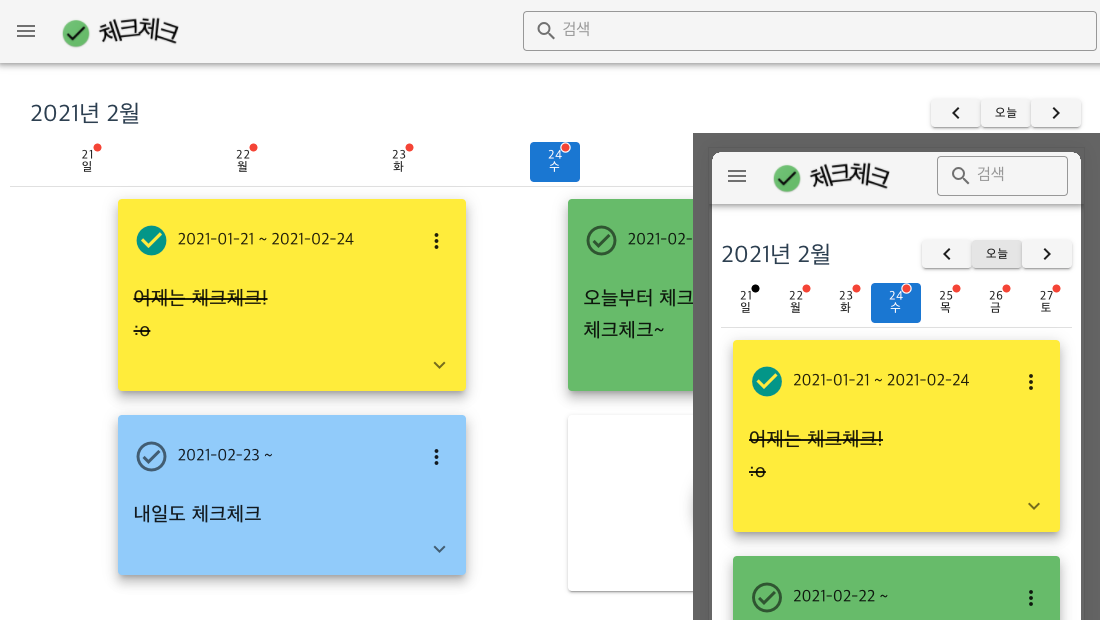 체크체크
검색
2021년 2월
오늘
21
일
22
월
23
화
24
수
2021-01-21 ~ 2021-02-24
어제는 체크체크!
:o
2021-02-
오늘부터 체크
체크체크~
2021-02-23 ~
내일도 체크체크
체크체크
검색
2021년 2월
오늘
21
일
22
월
23
화
24
수
25
목
26
금
27
토
2021-01-21 ~ 2021-02-24
어제는 체크체크!
:o
2021-02-22 ~